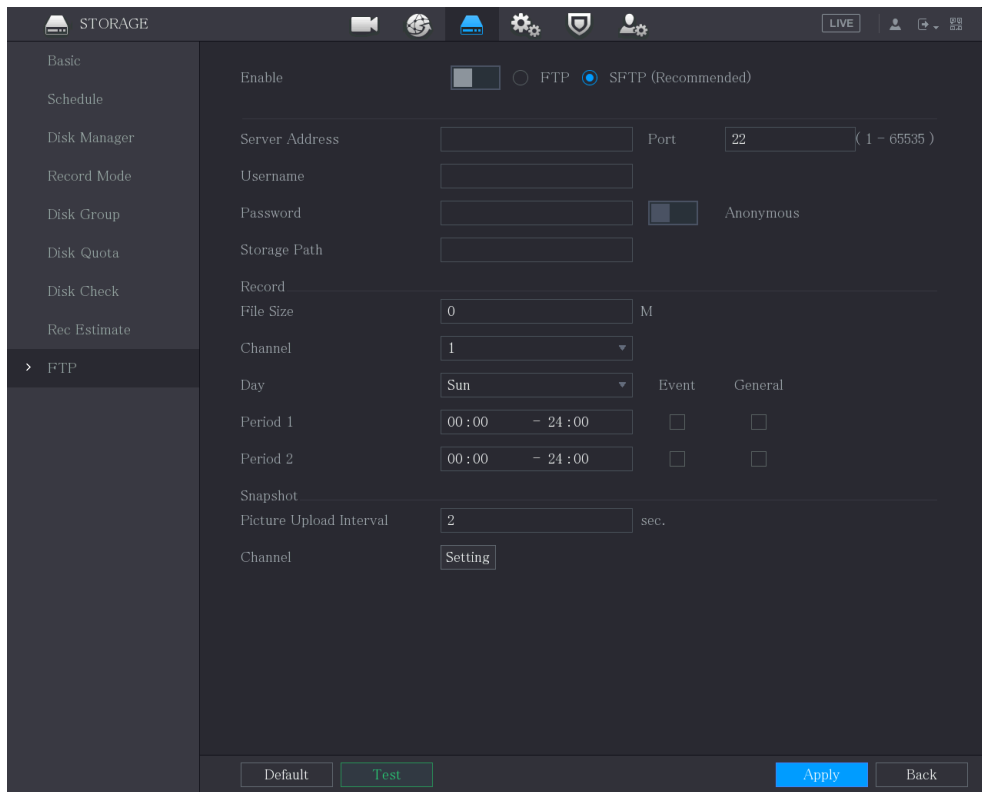 STORAGE LIVE
Basic
Schedule
Disk Manager
Record Mode
Disk Group
Disk Quota
Disk Check
Rec Estimate
FTP
Enable FTP SFTP (Recommended)
Server Address Port 22 ( 1 - 65535 )
Username
Password Anonymous
Storage Path
Record
File Size 0 M
Channel 1
Day Sun Event General
Period 1 00:00 - 24:00
Period 2 00:00 - 24:00
Snapshot
Picture Upload Interval 2 sec.
Channel Setting
Default Test Apply Back